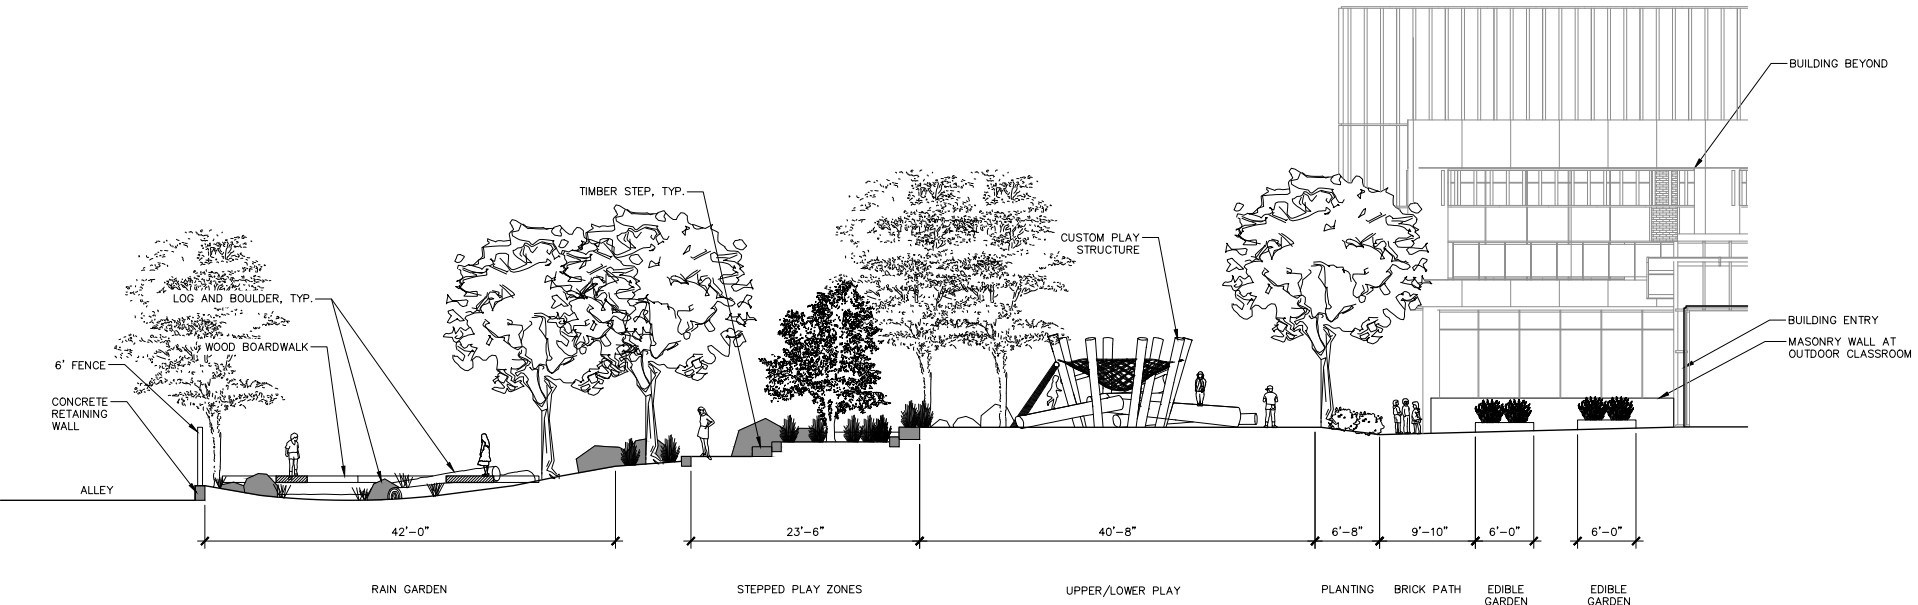 BUILDING BEYOND
TIMBER STEP, TYP.
CUSTOM PLAY
STRUCTURE
LOG AND BOULDER, TYP.
WOOD BOARDWALK
6' FENCE
CONCRETE
RETAINING
WALL
BUILDING ENTRY
MASONRY WALL AT
OUTDOOR CLASSROOM
ALLEY
42'-0"
23'-6"
40'-8"
6'-8"
9'-10"
6'-0"
6'-0"
RAIN GARDEN
STEPPED PLAY ZONES
UPPER/LOWER PLAY
PLANTING
BRICK PATH
EDIBLE
GARDEN
EDIBLE
GARDEN